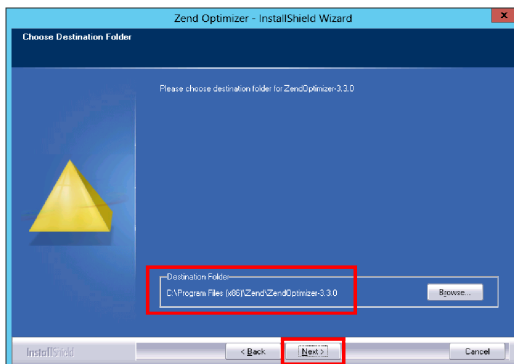 Zend Optimizer - InstallShield Wizard
x
Choose Destination Folder
Please choose destination folder for ZendOptimizer-3.3.0
Destination Folder
C:\Program Files (x86)\Zend\ZendOptimizer-3.3.0
Browse...
InstallShield
< Back
Next >
Cancel